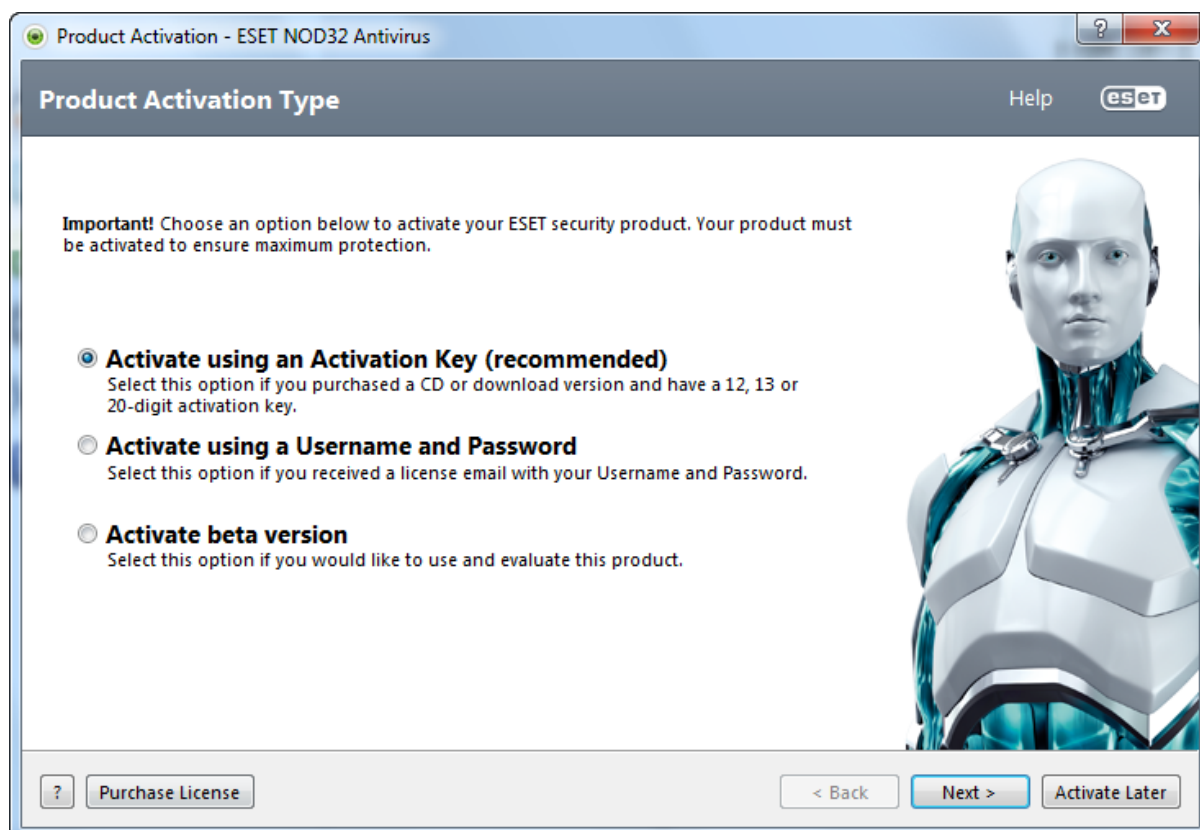 Product Activation - ESET NOD32 Antivirus
?
X
Product Activation Type
Help
eseT
Important! Choose an option below to activate your ESET security product. Your product must
be activated to ensure maximum protection.
Activate using an Activation Key (recommended)
Select this option if you purchased a CD or download version and have a 12, 13 or
20-digit activation key.
Activate using a Username and Password
Select this option if you received a license email with your Username and Password.
Activate beta version
Select this option if you would like to use and evaluate this product.
?
Purchase License
< Back
Next >
Activate Later